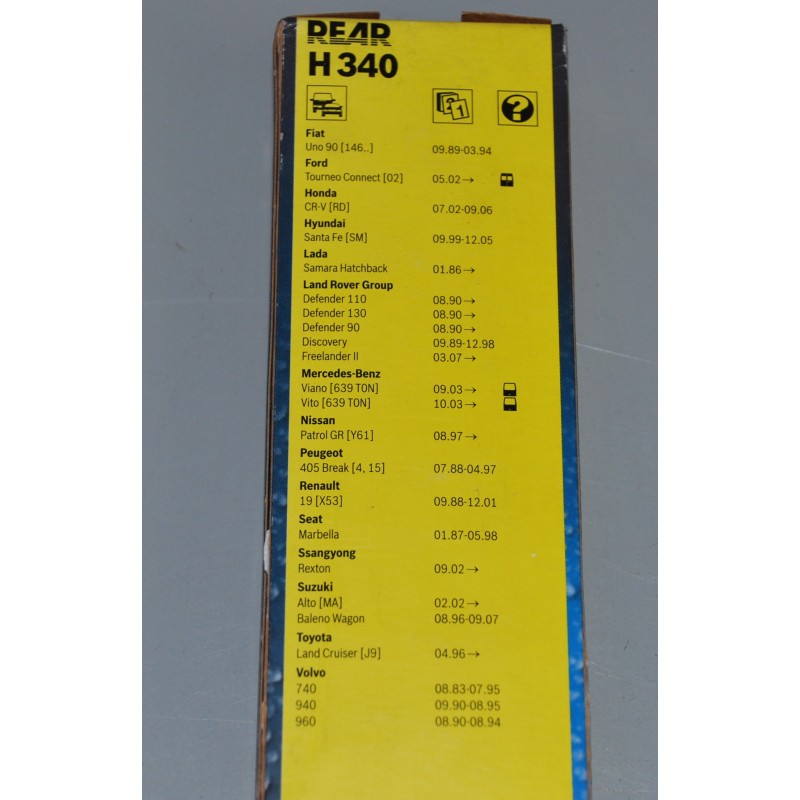 REAR
H 340
Fiat
Uno 90 [146..] 09.89-03.94
Ford
Tourneo Connect [02] 05.02→
Honda
CR-V [RD] 07.02-09.06
Hyundai
Santa Fe [SM] 09.99-12.05
Lada
Samara Hatchback 01.86→
Land Rover Group
Defender 110 08.90→
Defender 130 08.90→
Defender 90 08.90→
Discovery 09.89-12.98
Freelander II 03.07→
Mercedes-Benz
Viano [639 TON] 09.03→
Vito [639 TON] 10.03→
Nissan
Patrol GR [Y61] 08.97→
Peugeot
405 Break [4, 15] 07.88-04.97
Renault
19 [X53] 09.88-12.01
Seat
Marbella 01.87-05.98
Ssangyong
Rexton 09.02→
Suzuki
Alto [MA] 02.02→
Baleno Wagon 08.96-09.07
Toyota
Land Cruiser [J9] 04.96→
Volvo
740 08.83-07.95
940 09.90-08.95
960 08.90-08.94